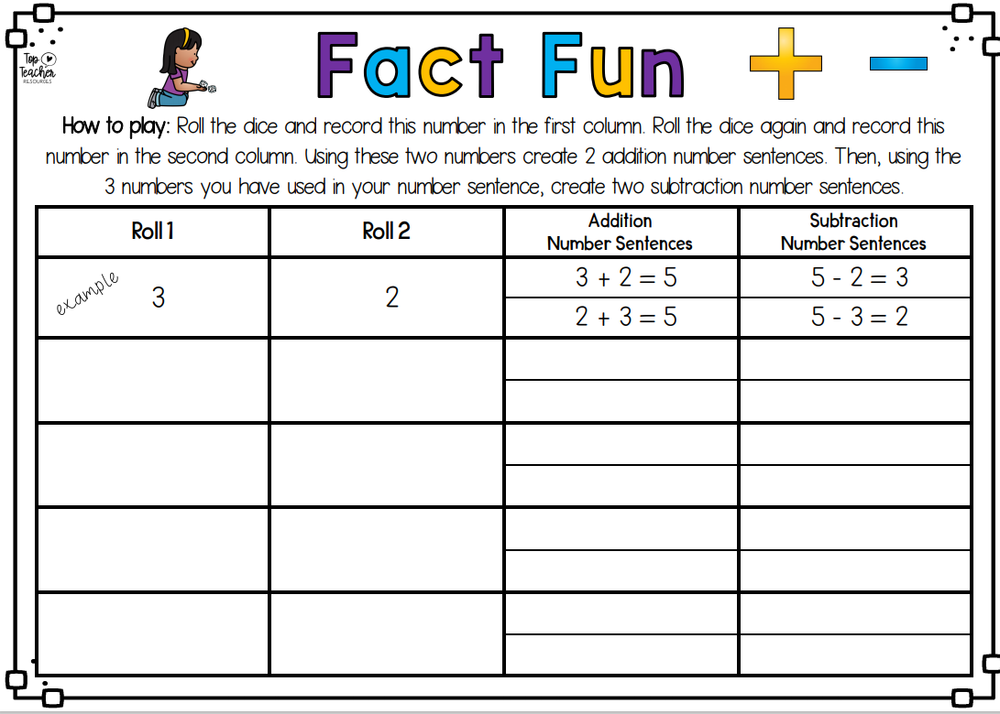 Top
Teacher
RESOURCES
Fact Fun + -
How to play: Roll the dice and record this number in the first column. Roll the dice again and record this
number in the second column. Using these two numbers create 2 addition number sentences. Then, using the
3 numbers you have used in your number sentence, create two subtraction number sentences.
Roll 1
Roll 2
Addition
Number Sentences
Subtraction
Number Sentences
example
3
2
3 + 2 = 5
5 - 2 = 3
2 + 3 = 5
5 - 3 = 2